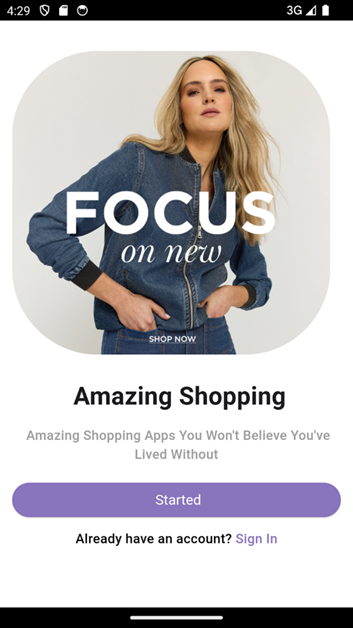 4:29
3G
FOCUS
on new
SHOP NOW
Amazing Shopping
Amazing Shopping Apps You Won't Believe You've
Lived Without
Started
Already have an account? Sign In